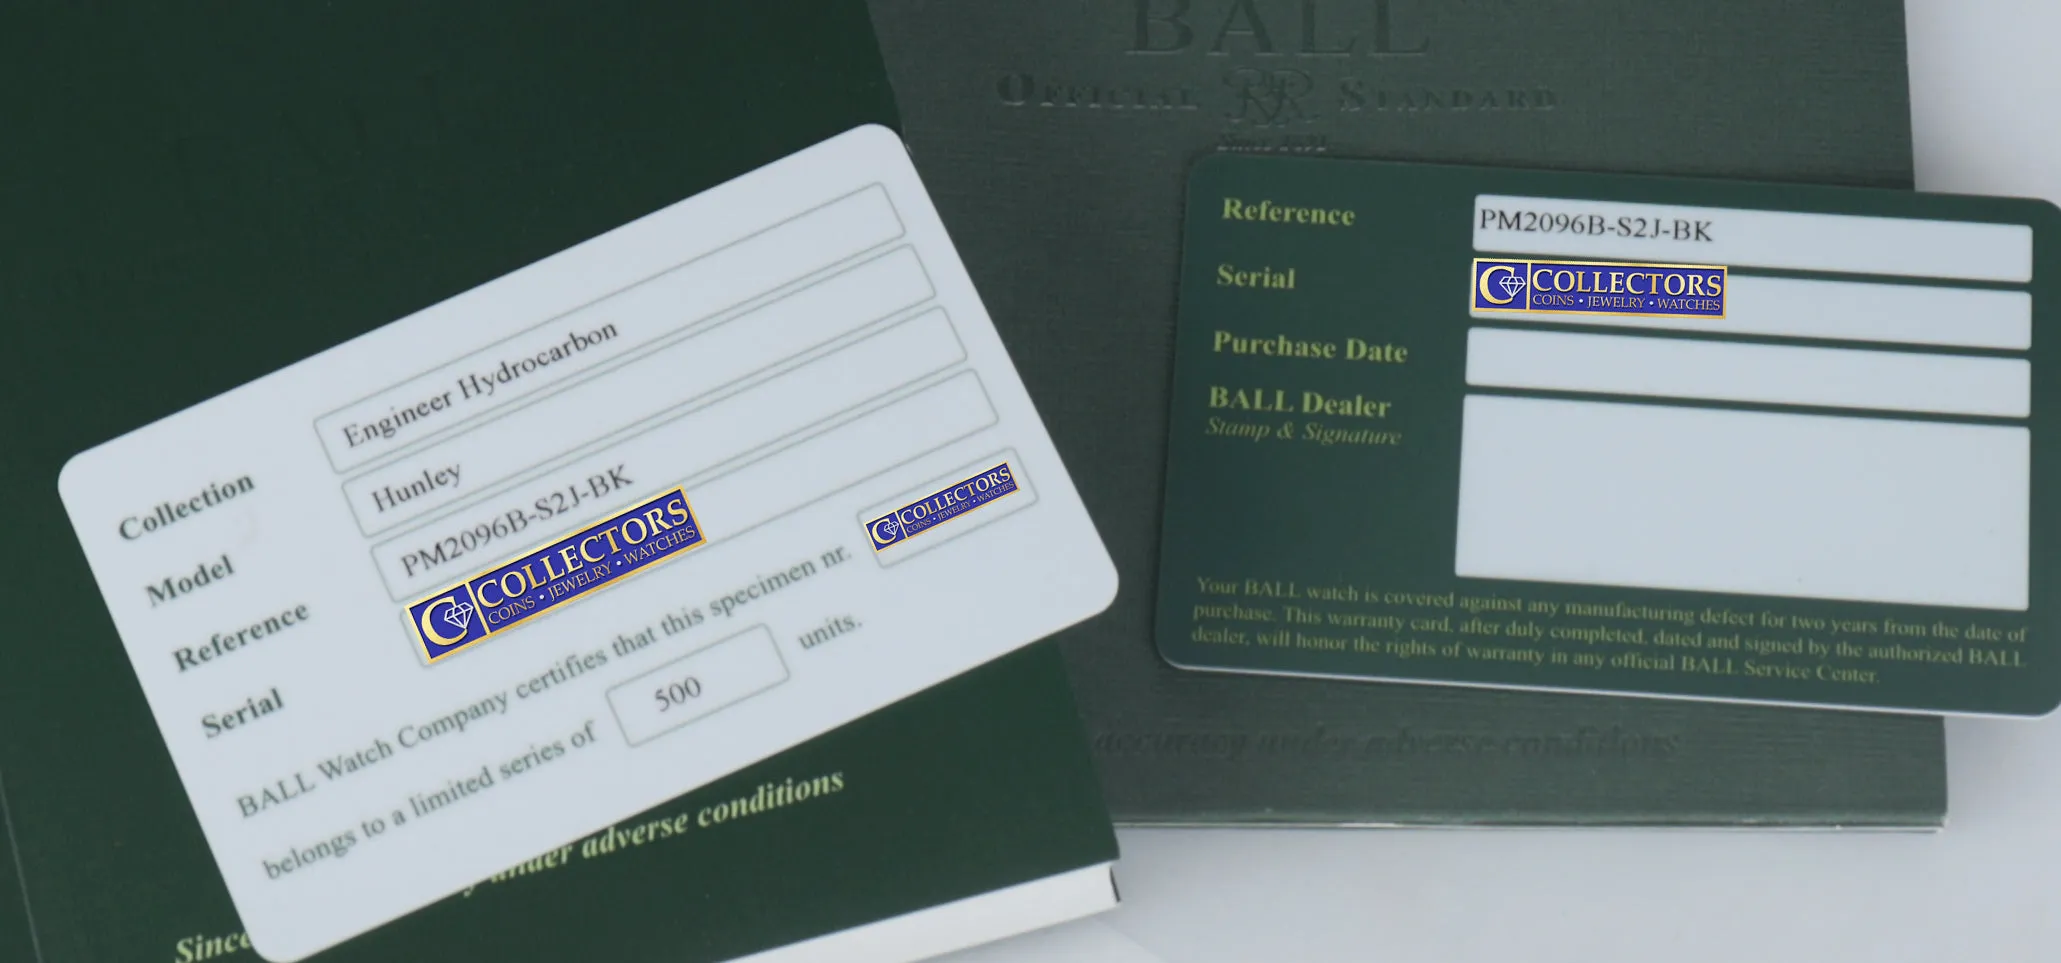 BALL
OFFICIAL RR STANDARD
Since 1891
Collection Engineer Hydrocarbon
Model Hunley
Reference PM2096B-S2J-BK
Serial C COLLECTORS
COINS • JEWELRY • WATCHES
BALL Watch Company certifies that this specimen nr. C COLLECTORS
COINS • JEWELRY • WATCHES
belongs to a limited series of 500 units.
Since
under adverse conditions
Reference PM2096B-S2J-BK
Serial C COLLECTORS
COINS • JEWELRY • WATCHES
Purchase Date
BALL Dealer
Stamp & Signature
Your BALL watch is covered against any manufacturing defect for two years from the date of
purchase. This warranty card, after duly completed, dated and signed by the authorized BALL
dealer, will honor the rights of warranty in any official BALL Service Center.
accuracy under adverse conditions